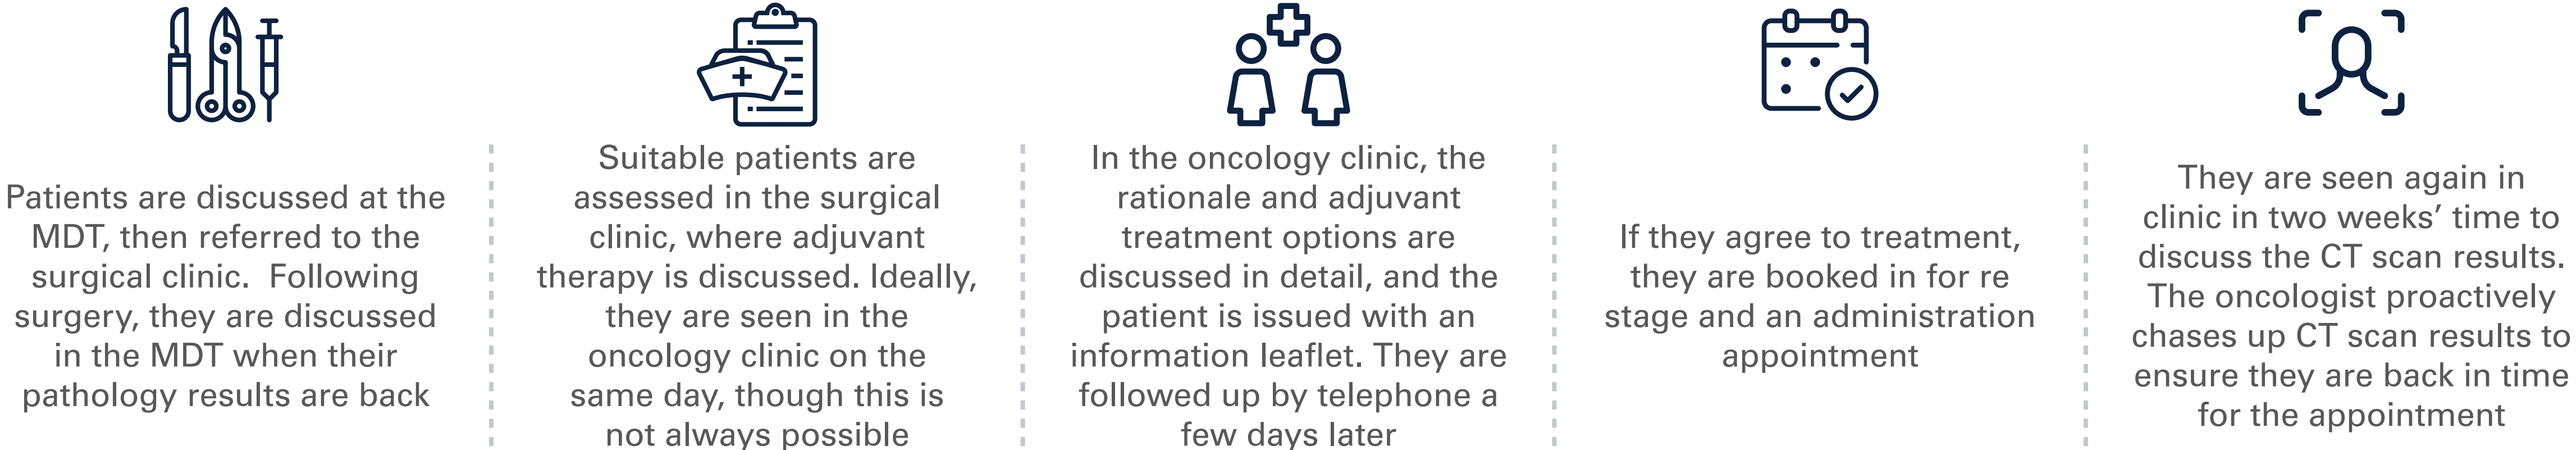 Patients are discussed at the
MDT, then referred to the
surgical clinic.  Following
surgery, they are discussed
in the MDT when their
pathology results are back
Suitable patients are
assessed in the surgical
clinic, where adjuvant
therapy is discussed. Ideally,
they are seen in the
oncology clinic on the
same day, though this is
not always possible
In the oncology clinic, the
rationale and adjuvant
treatment options are
discussed in detail, and the
patient is issued with an
information leaflet. They are
followed up by telephone a
few days later
If they agree to treatment,
they are booked in for re
stage and an administration
appointment
They are seen again in
clinic in two weeks’ time to
discuss the CT scan results.
The oncologist proactively
chases up CT scan results to
ensure they are back in time
for the appointment